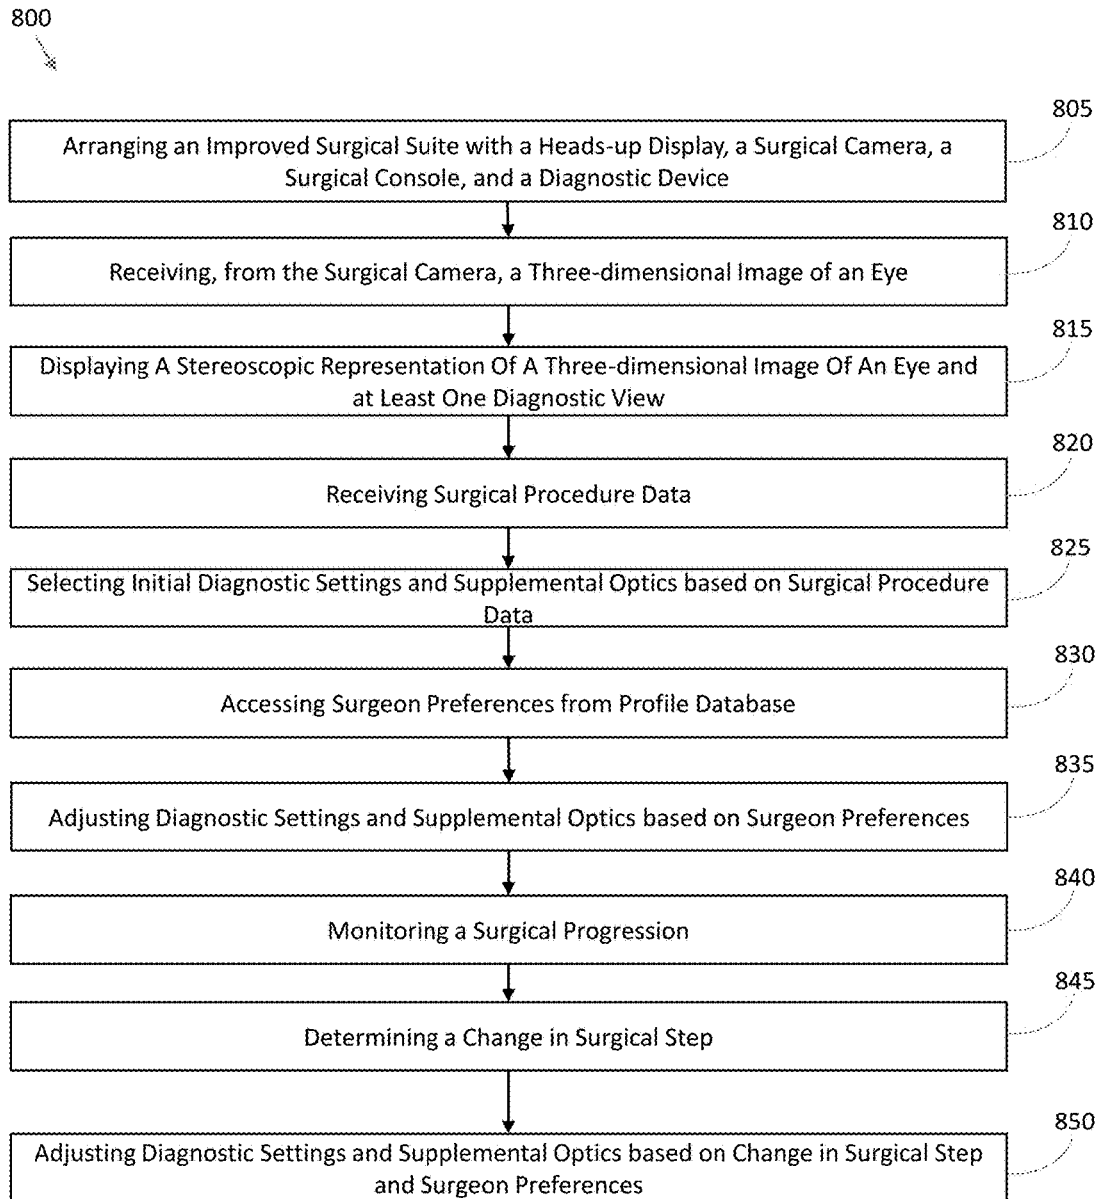 800
805
Arranging an Improved Surgical Suite with a Heads-up Display, a Surgical Camera, a
Surgical Console, and a Diagnostic Device
810
Receiving, from the Surgical Camera, a Three-dimensional Image of an Eye
815
Displaying A Stereoscopic Representation Of A Three-dimensional Image Of An Eye and
at Least One Diagnostic View
820
Receiving Surgical Procedure Data
825
Selecting Initial Diagnostic Settings and Supplemental Optics based on Surgical Procedure
Data
830
Accessing Surgeon Preferences from Profile Database
835
Adjusting Diagnostic Settings and Supplemental Optics based on Surgeon Preferences
840
Monitoring a Surgical Progression
845
Determining a Change in Surgical Step
850
Adjusting Diagnostic Settings and Supplemental Optics based on Change in Surgical Step
and Surgeon Preferences